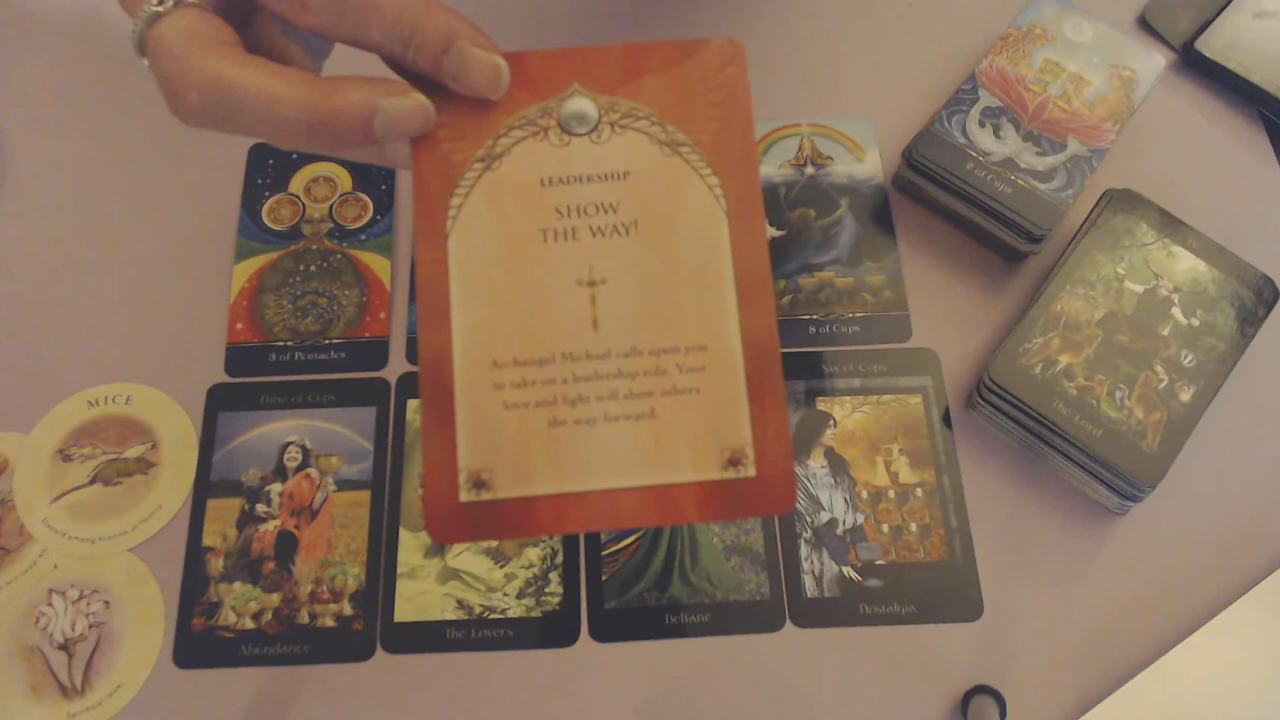 LEADERSHIP
SHOW
THE WAY!
Archangel Michael calls upon you
to take on a leadership role. Your
love and light will show others
the way forward.
3 of Pentacles
8 of Cups
2 of Cups
The Lord
MICE
Nine of Cups
Abundance
The Lovers
Beltane
Six of Cups
Nostalgia